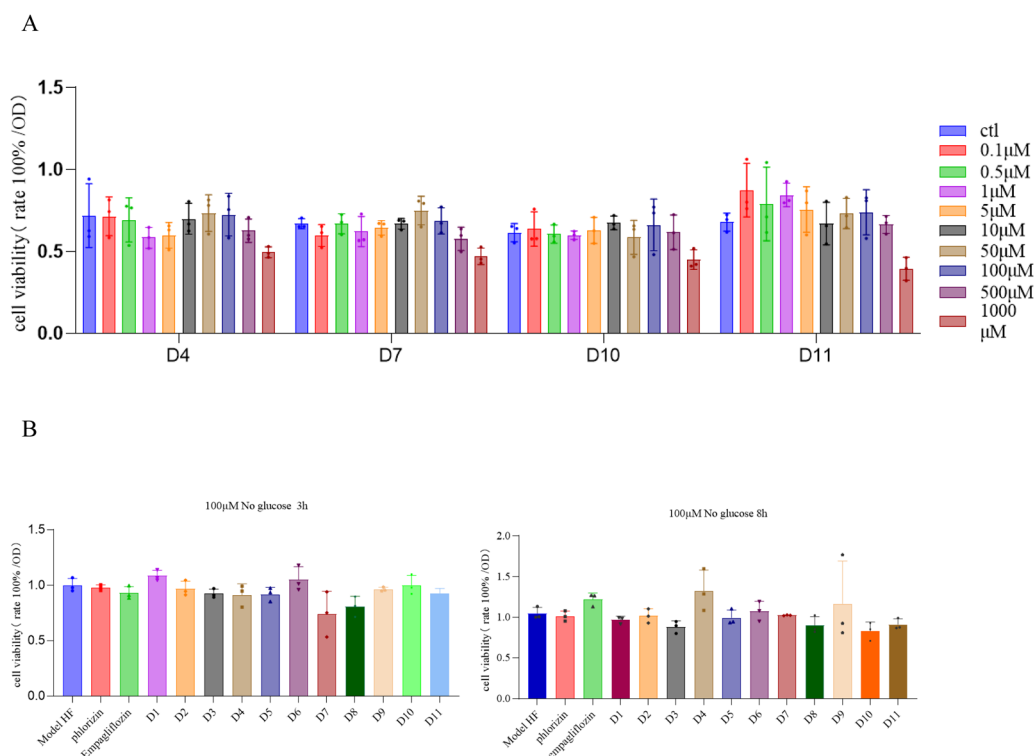 A
cell viability( rate 100% /OD)
1.5
1.0
0.5
0.0
D4 D7 D10 D11
ctl
0.1μM
0.5μM
1μM
5μM
10μM
50μM
100μM
500μM
1000
μM
B
100μM No glucose 3h
cell viability( rate 100% /OD)
1.5
1.0
0.5
0.0
Model HF
phlorizin
Empagliflozin
D1
D2
D3
D4
D5
D6
D7
D8
D9
D10
D11
100μM No glucose 8h
cell viability( rate 100% /OD)
2.0
1.5
1.0
0.5
0.0
Model HF
phlorizin
empagliflozin
D1
D2
D3
D4
D5
D6
D7
D8
D9
D10
D11